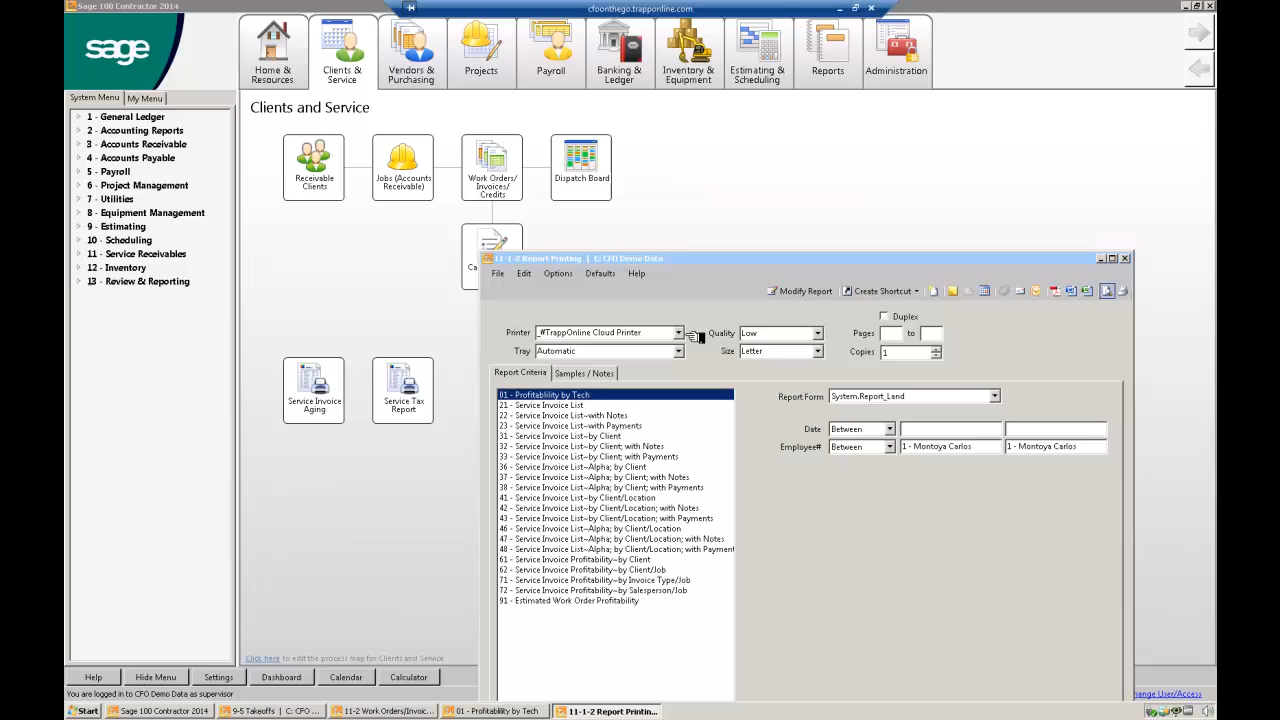 Sage 100 Contractor 2014
cfoonthego.trapponline.com
sage
Home & Resources
Clients & Service
Vendors & Purchasing
Projects
Payroll
Banking & Ledger
Inventory & Equipment
Estimating & Scheduling
Reports
Administration
System Menu
My Menu
1 - General Ledger
2 - Accounting Reports
3 - Accounts Receivable
4 - Accounts Payable
5 - Payroll
6 - Project Management
7 - Utilities
8 - Equipment Management
9 - Estimating
10 - Scheduling
11 - Service Receivables
12 - Inventory
13 - Review & Reporting
Clients and Service
Receivable Clients
Jobs (Accounts Receivable)
Work Orders/ Invoices/ Credits
Dispatch Board
Service Invoice Aging
Service Tax Report
11-1-2 Report Printing | C: CFO Demo Data
File Edit Options Defaults Help
Modify Report
Create Shortcut
Duplex
Printer _#TrappOnline Cloud Printer
Quality Low
Pages to
Tray Automatic
Size Letter
Copies 1
Report Criteria
Samples / Notes
01 - Profitablility by Tech
21 - Service Invoice List
22 - Service Invoice List~with Notes
23 - Service Invoice List~with Payments
31 - Service Invoice List~by Client
32 - Service Invoice List~by Client; with Notes
33 - Service Invoice List~by Client; with Payments
36 - Service Invoice List~Alpha; by Client
37 - Service Invoice List~Alpha; by Client; with Notes
38 - Service Invoice List~Alpha; by Client; with Payments
41 - Service Invoice List~by Client/Location
42 - Service Invoice List~by Client/Location; with Notes
43 - Service Invoice List~by Client/Location; with Payments
46 - Service Invoice List~Alpha; by Client/Location
47 - Service Invoice List~Alpha; by Client/Location; with Notes
48 - Service Invoice List~Alpha; by Client/Location; with Payment
61 - Service Invoice Profitability~by Client
62 - Service Invoice Profitability~by Client/Job
71 - Service Invoice Profitability~by Invoice Type/Job
72 - Service Invoice Profitability~by Salesperson/Job
91 - Estimated Work Order Profitability
Report Form System.Report_Land
Date Between
Employee# Between 1 - Montoya Carlos 1 - Montoya Carlos
Click here to edit the process map for Clients and Service
Help
Hide Menu
Settings
Dashboard
Calendar
Calculator
You are logged in to CFO Demo Data as supervisor
hange User/Access
Start
Sage 100 Contractor 2014
9-5 Takeoffs | C: CFO ...
11-2 Work Orders/Invoic...
01 - Profitablility by Tech
11-1-2 Report Printin...